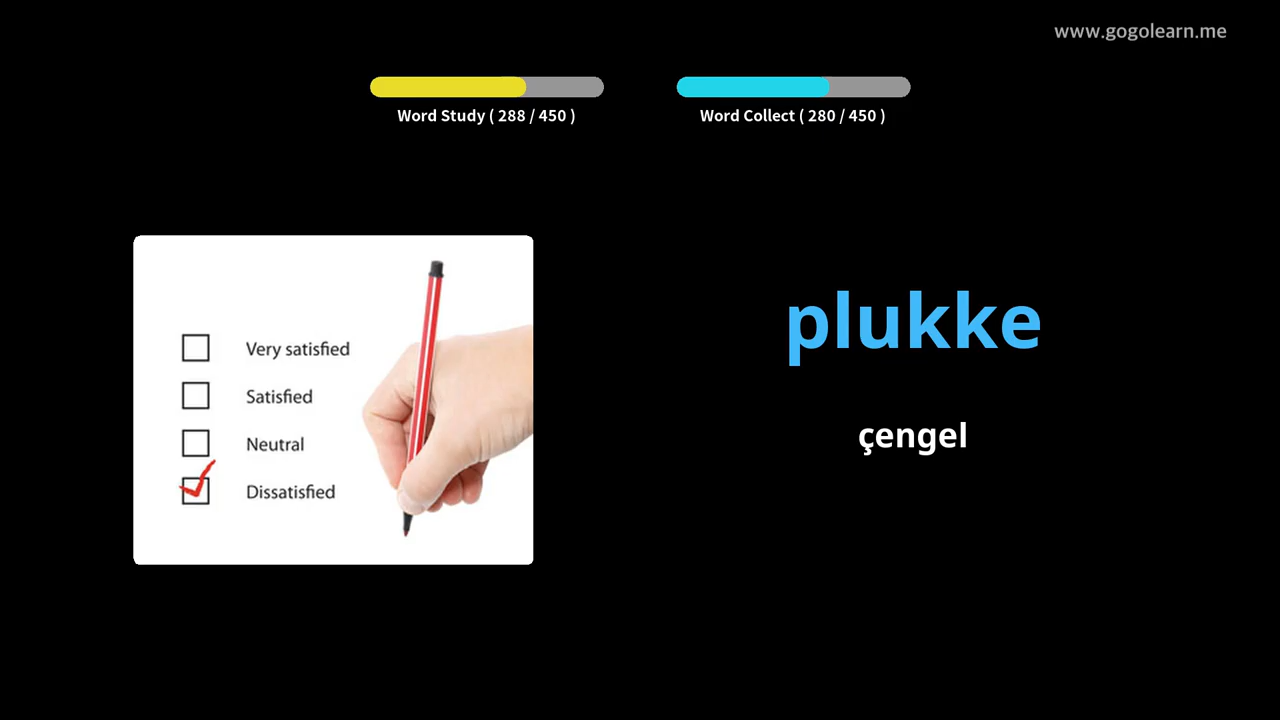 www.gogolearn.me
Word Study ( 288 / 450 )
Word Collect ( 280 / 450 )
Very satisfied
Satisfied
Neutral
Dissatisfied
plukke
çengel